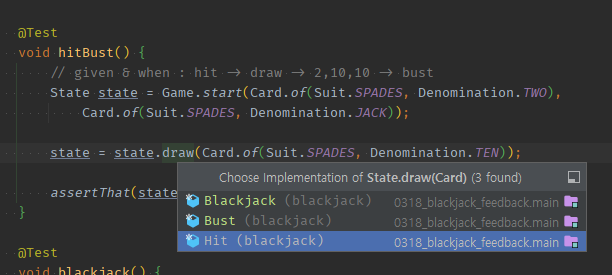 @Test
void hitBust() {
// given & when : hit -> draw -> 2,10,10 -> bust
State state = Game.start(Card.of(Suit.SPADES, Denomination.TWO),
Card.of(Suit.SPADES, Denomination.JACK));
state = state.draw(Card.of(Suit.SPADES, Denomination.TEN));
Choose Implementation of State.draw(Card) (3 found)
assertThat(state
Blackjack (blackjack) 0318_blackjack_feedback.main
Bust (blackjack) 0318_blackjack_feedback.main
}
Hit (blackjack) 0318_blackjack_feedback.main
@Test
void blackjack() {